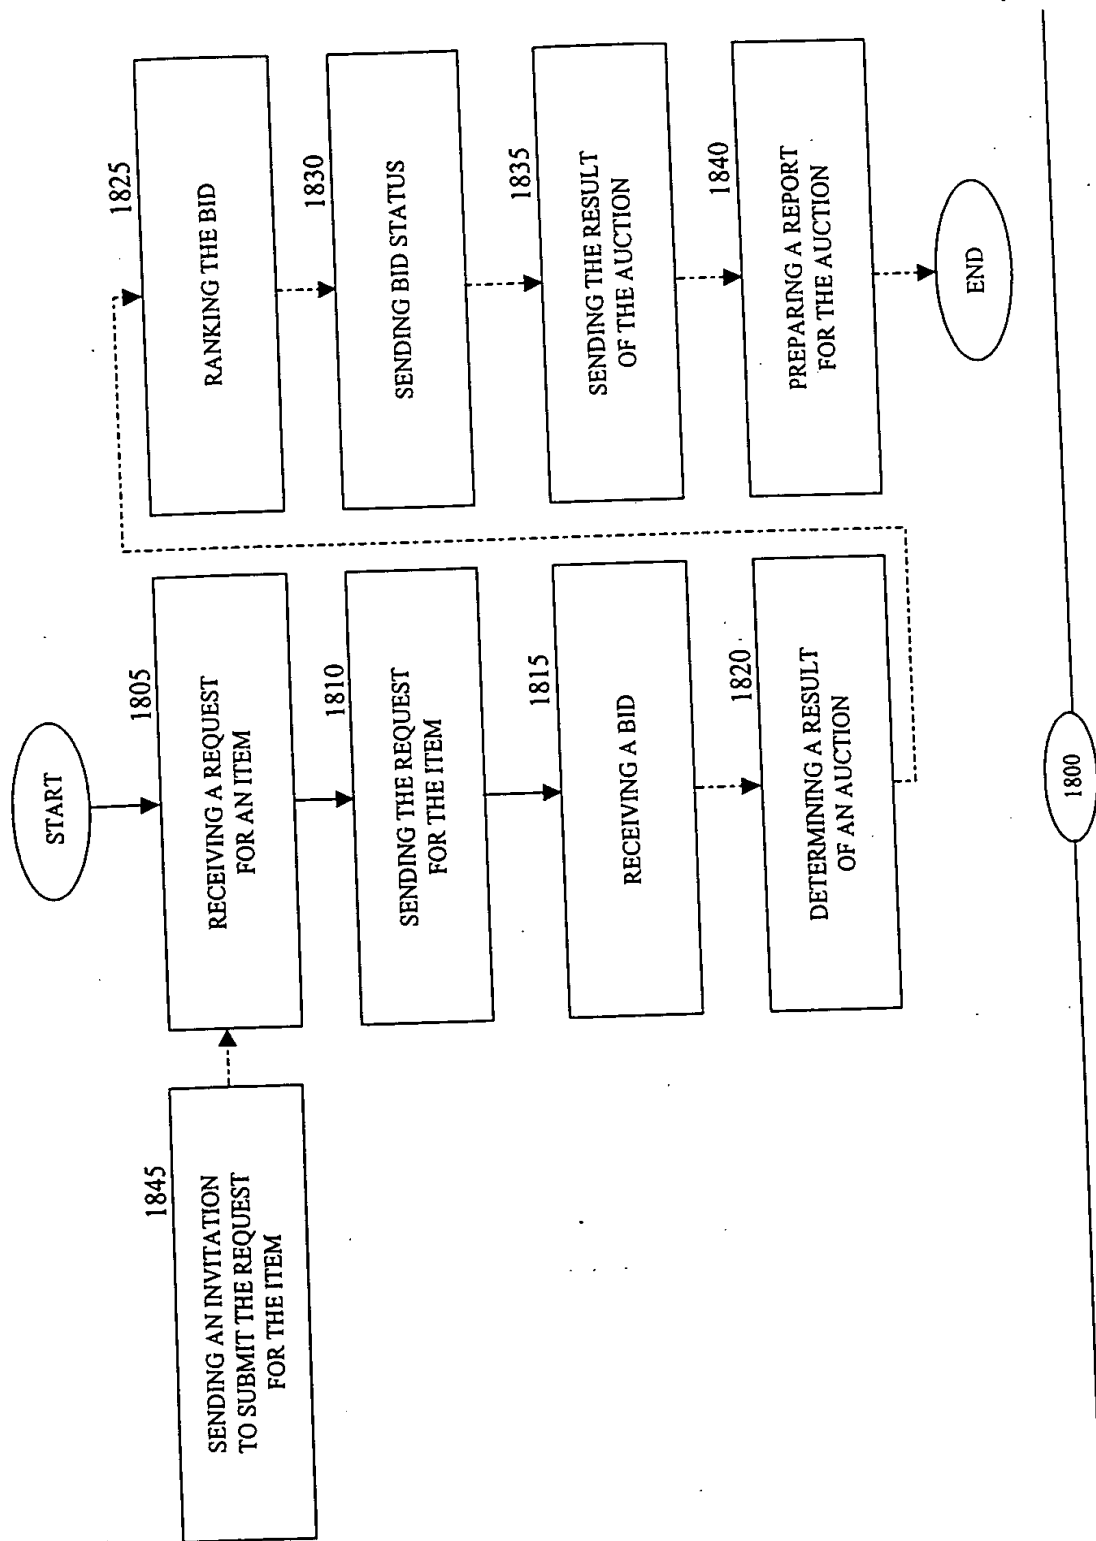 START
1845
SENDING AN INVITATION
TO SUBMIT THE REQUEST
FOR THE ITEM
1805
RECEIVING A REQUEST
FOR AN ITEM
1810
SENDING THE REQUEST
FOR THE ITEM
1815
RECEIVING A BID
1820
DETERMINING A RESULT
OF AN AUCTION
1825
RANKING THE BID
1830
SENDING BID STATUS
1835
SENDING THE RESULT
OF THE AUCTION
1840
PREPARING A REPORT
FOR THE AUCTION
END
1800